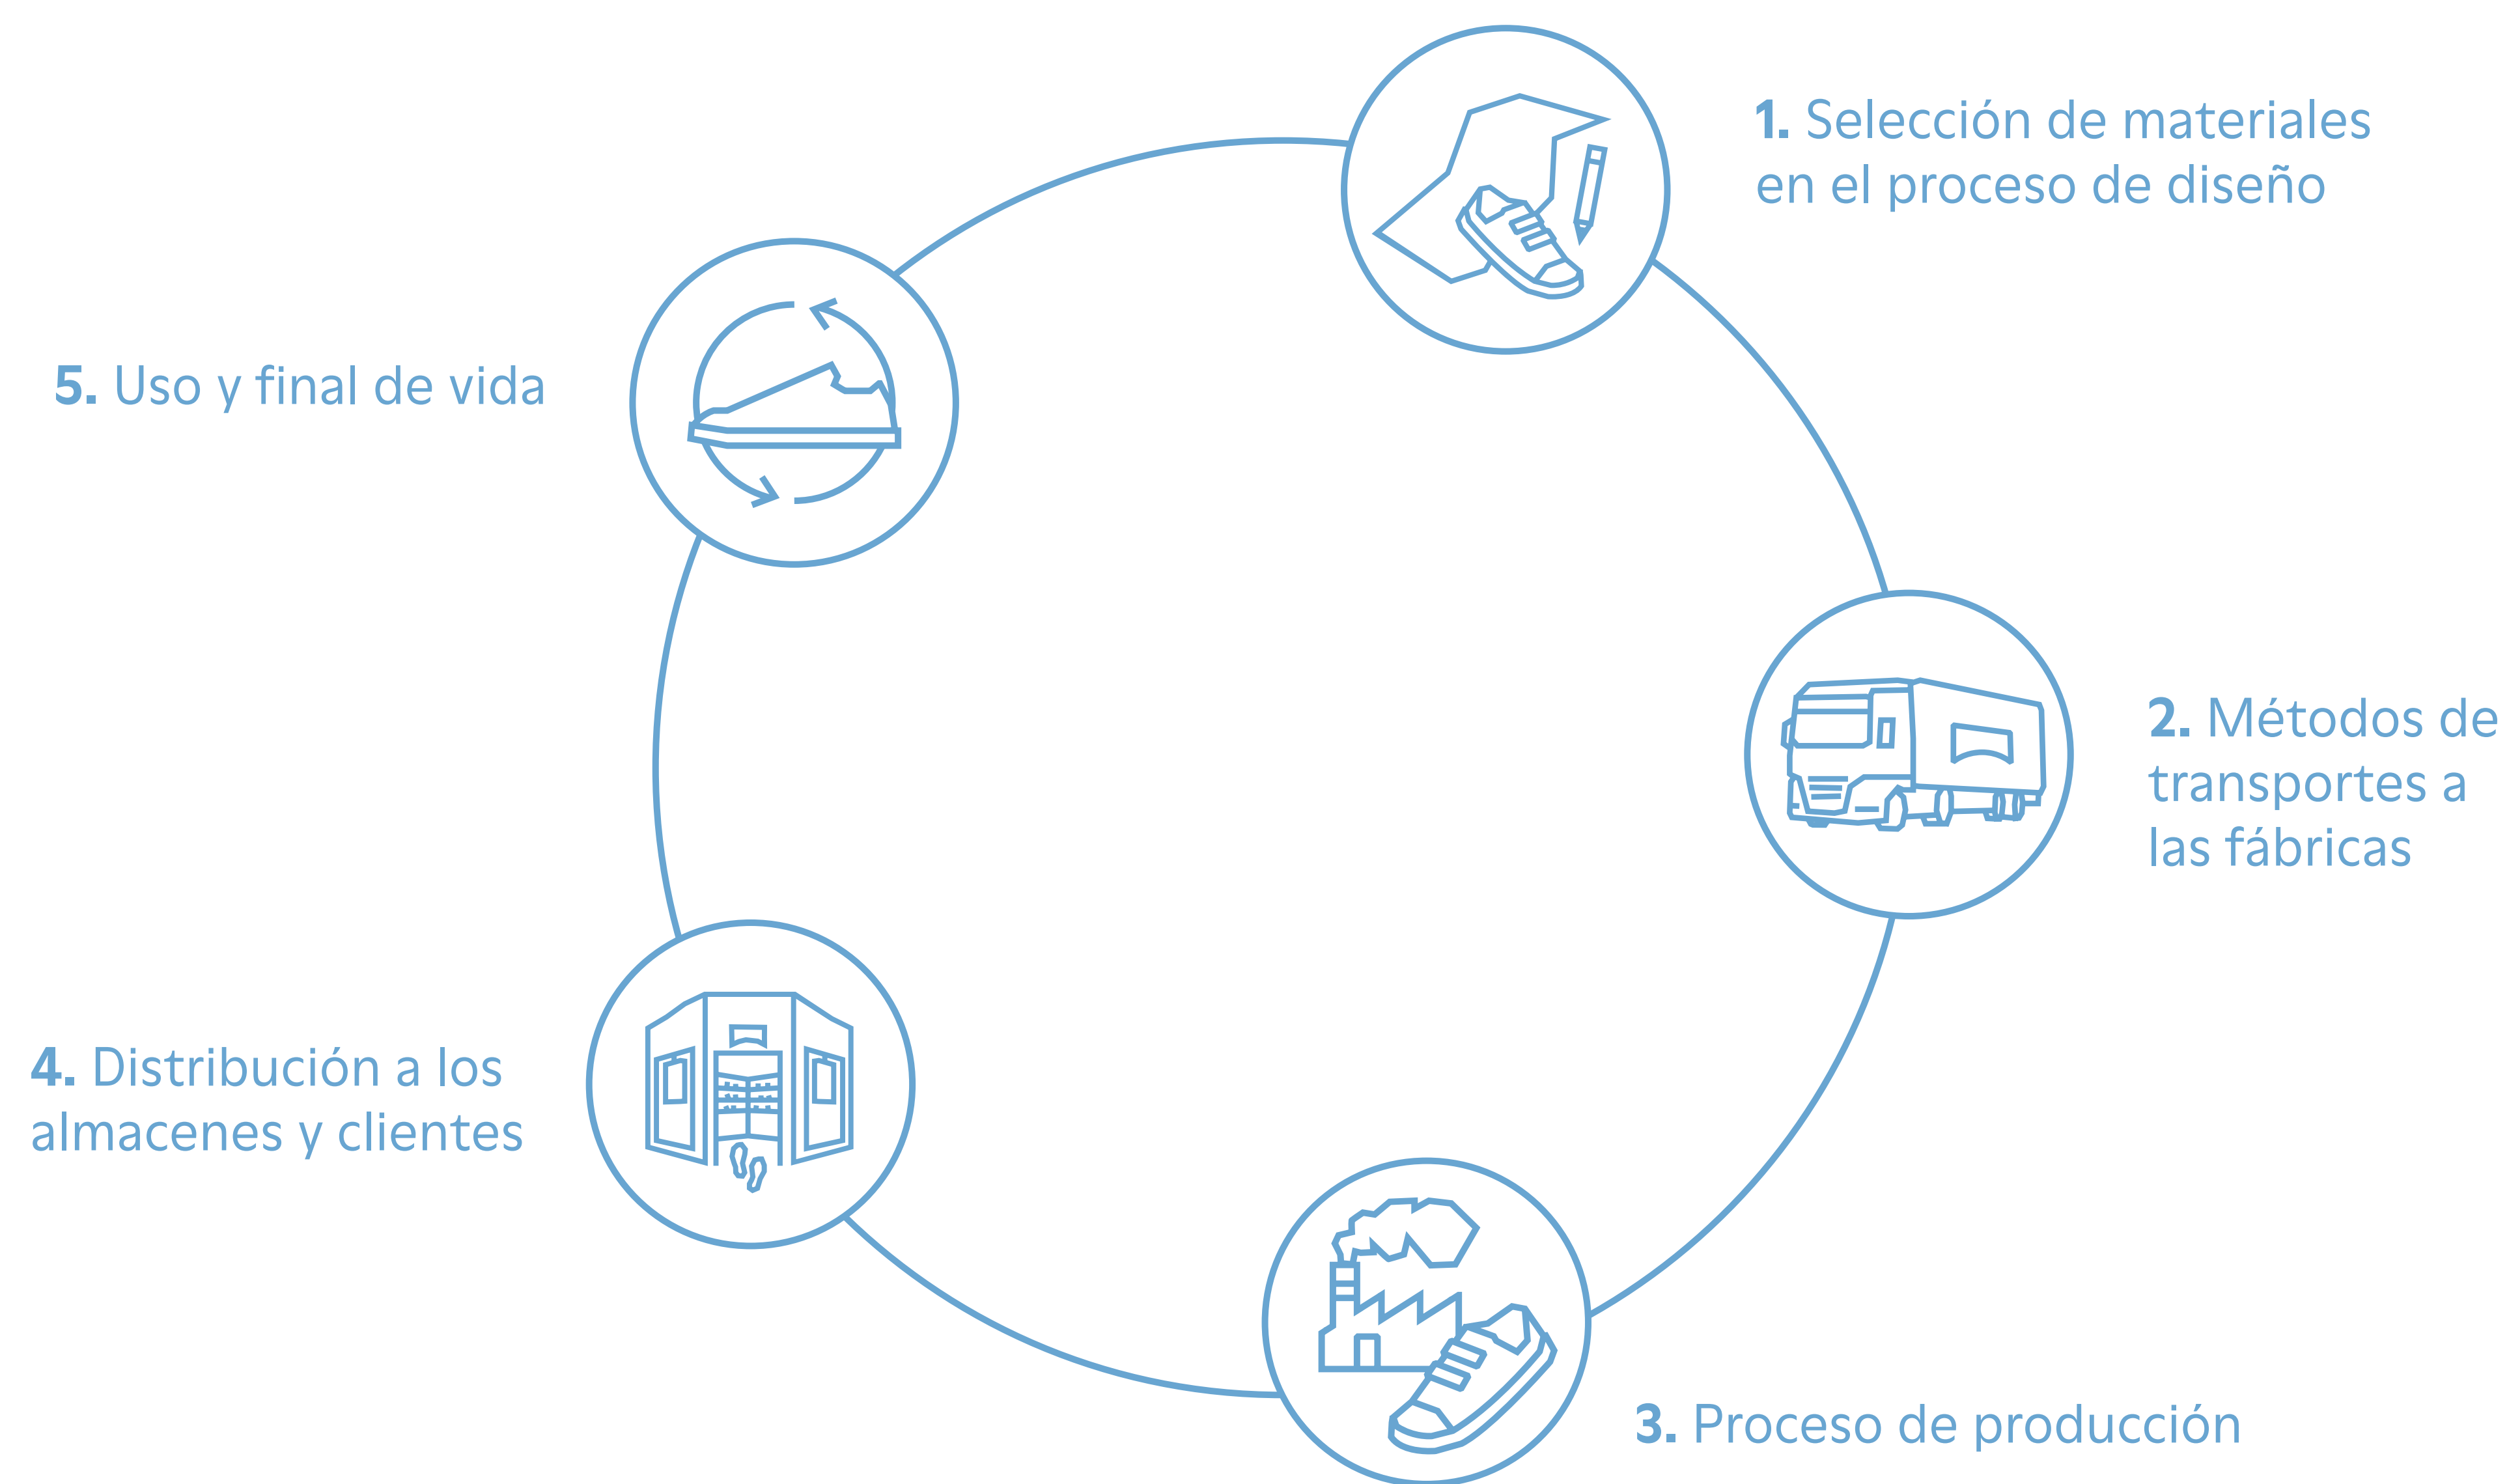 1. Selección de materiales
en el proceso de diseño
2. Métodos de
transportes a
las fábricas
3. Proceso de producción
4. Distribución a los
almacenes y clientes
5. Uso y final de vida